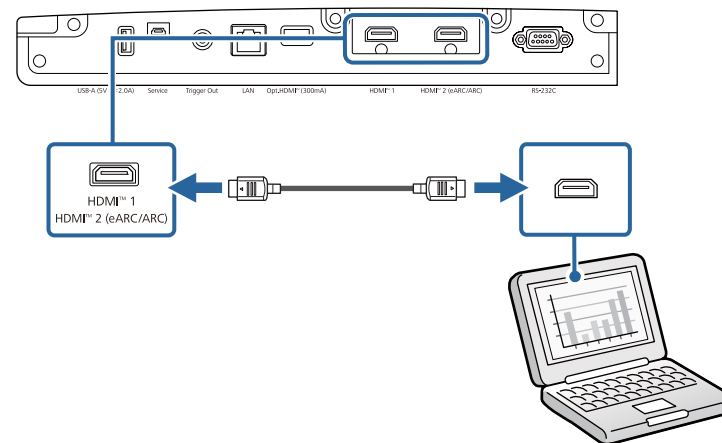 USB-A (5V ⎓2.0A) Service Trigger Out LAN Opt.HDMI™ (300mA) HDMI™ 1 HDMI™ 2 (eARC/ARC) RS-232C
HDMI™ 1
HDMI™ 2 (eARC/ARC)